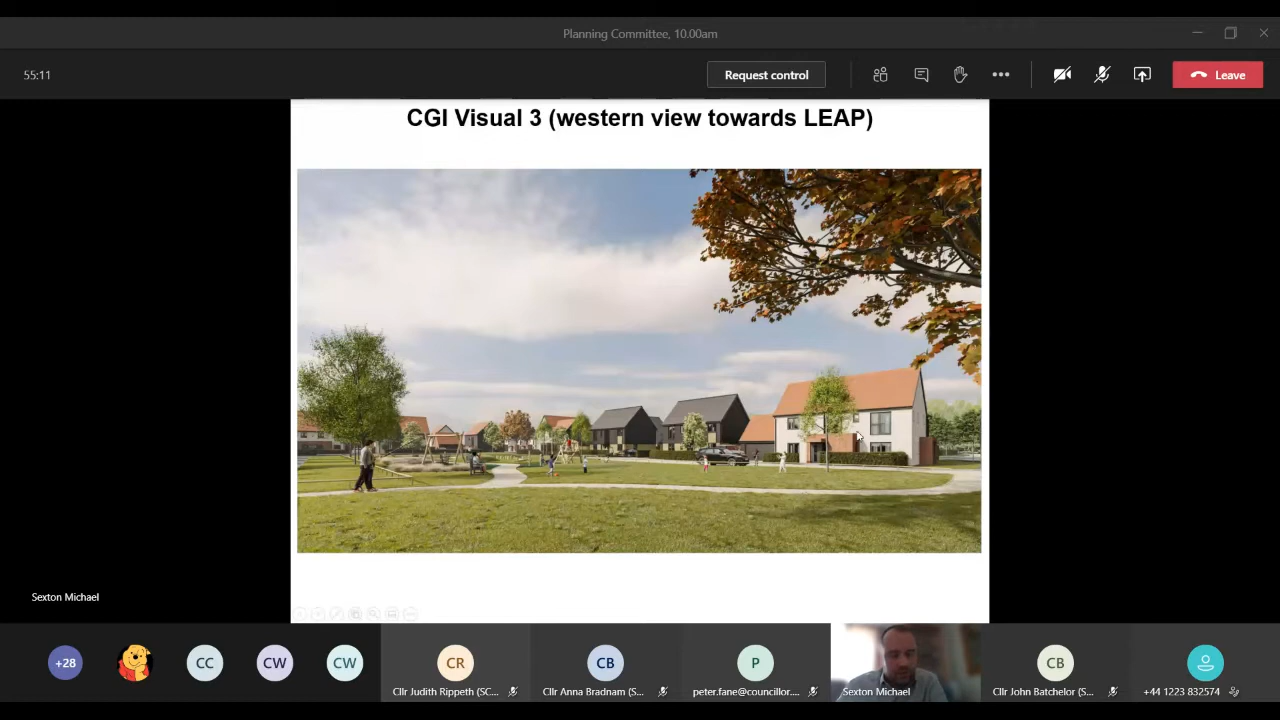 Planning Committee, 10.00am
55:11
Request control
Leave
CGI Visual 3 (western view towards LEAP)
Sexton Michael
+28
CC
CW
CW
CR
Cllr Judith Rippeth (SC...
CB
Cllr Anna Bradnam (S...
P
peter.fane@councillor....
Sexton Michael
CB
Cllr John Batchelor (S...
+44 1223 832574